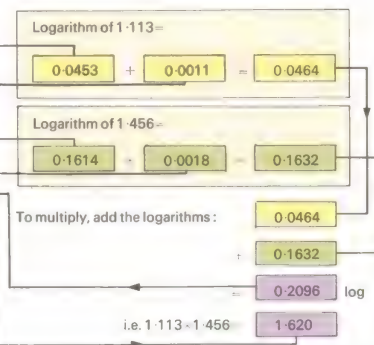 Logarithm of 1·113=
0·0453 + 0·0011 = 0·0464
Logarithm of 1·456=
0·1614 + 0·0018 = 0·1632
To multiply, add the logarithms : 0·0464
+ 0·1632
= 0·2096 log
i.e. 1·113 · 1·456 1·620